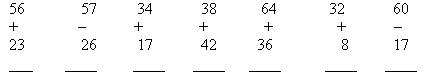 56 57 34 38 64 32 60
+ – + + + + –
23 26 17 42 36 8 17